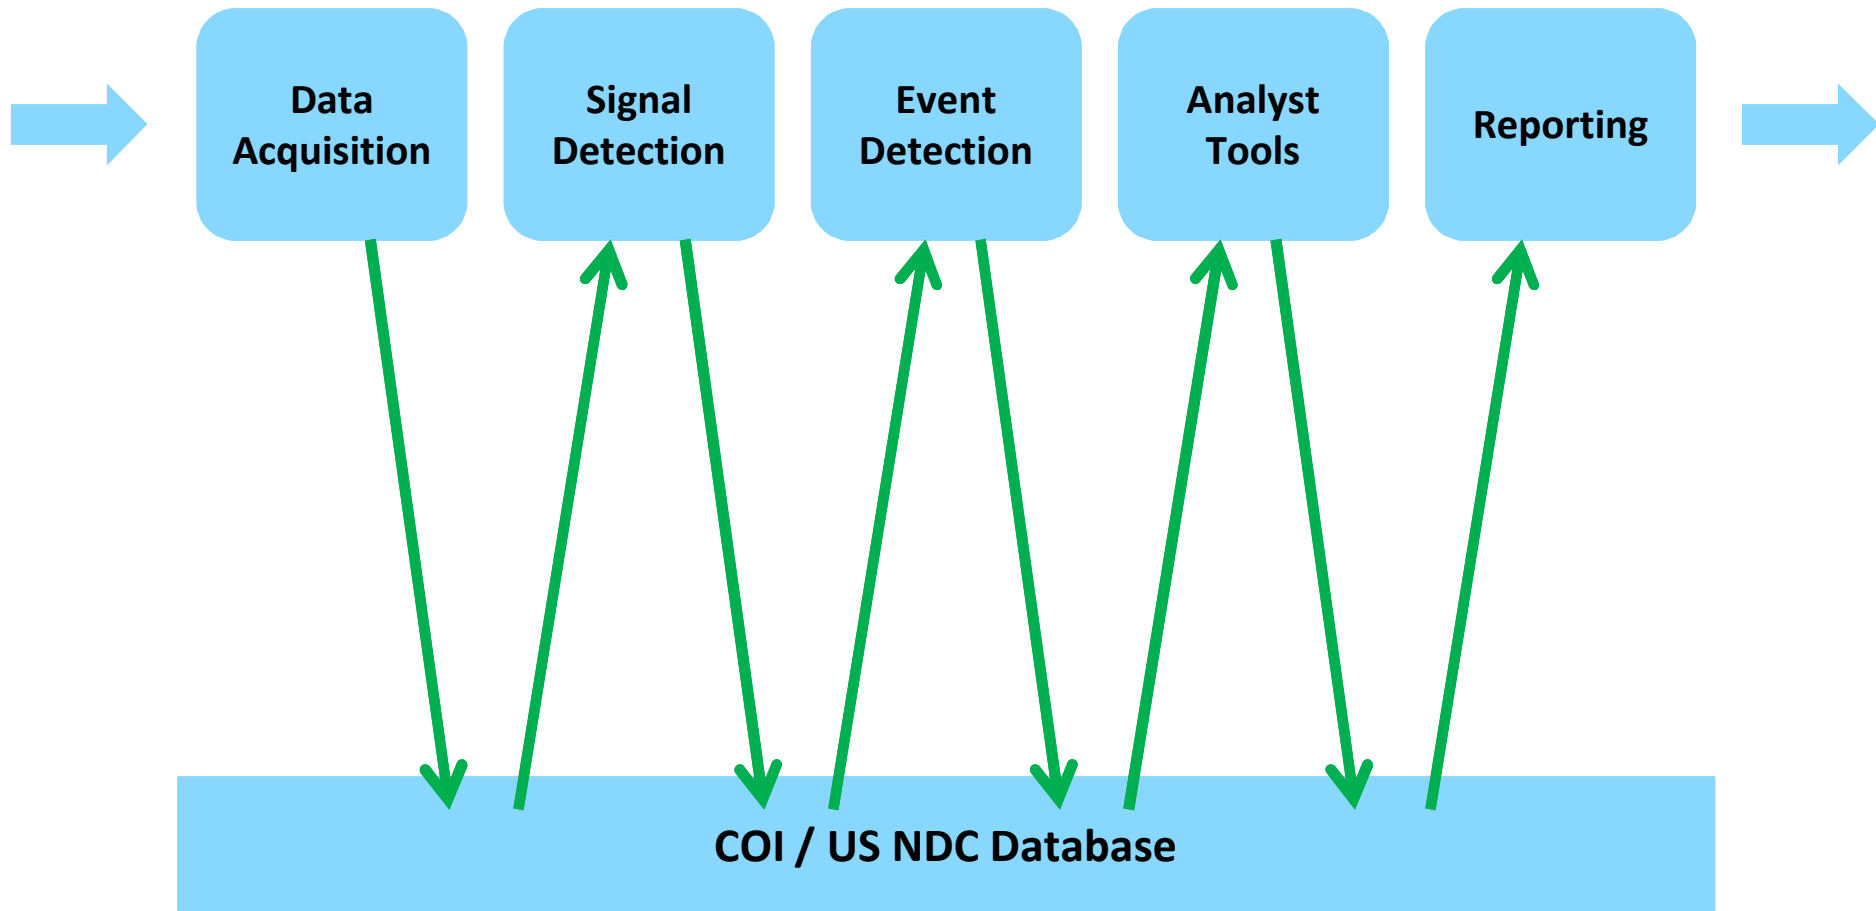 Data
Acquisition
Signal
Detection
Event
Detection
Analyst
Tools
Reporting
COI / US NDC Database